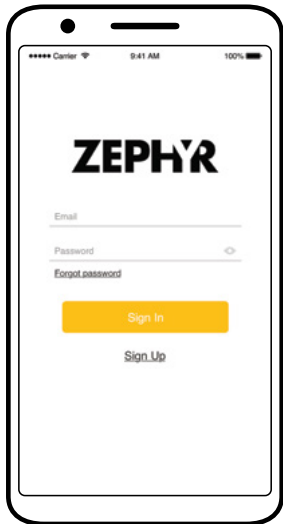 Carrier 9:41 AM 100%
ZEPHYR
Email
Password
Forgot password
Sign In
Sign Up